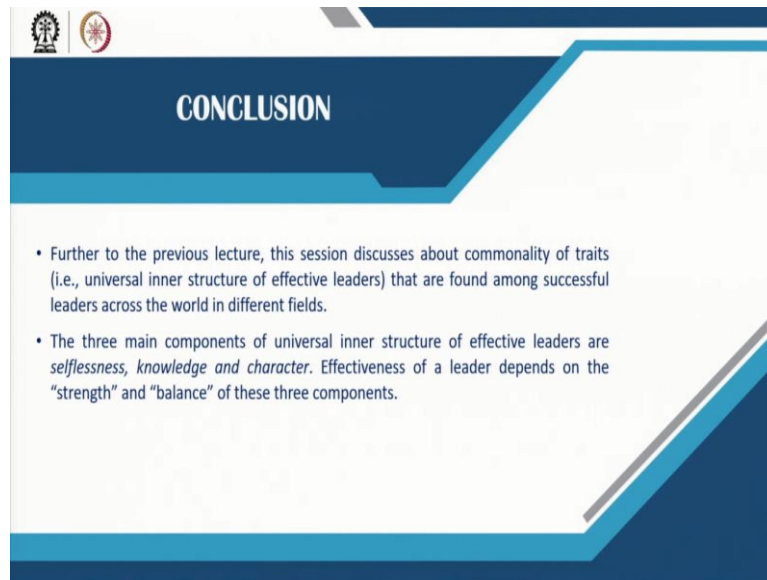 CONCLUSION
• Further to the previous lecture, this session discusses about commonality of traits
(i.e., universal inner structure of effective leaders) that are found among successful
leaders across the world in different fields.
• The three main components of universal inner structure of effective leaders are
selflessness, knowledge and character. Effectiveness of a leader depends on the
“strength” and “balance” of these three components.